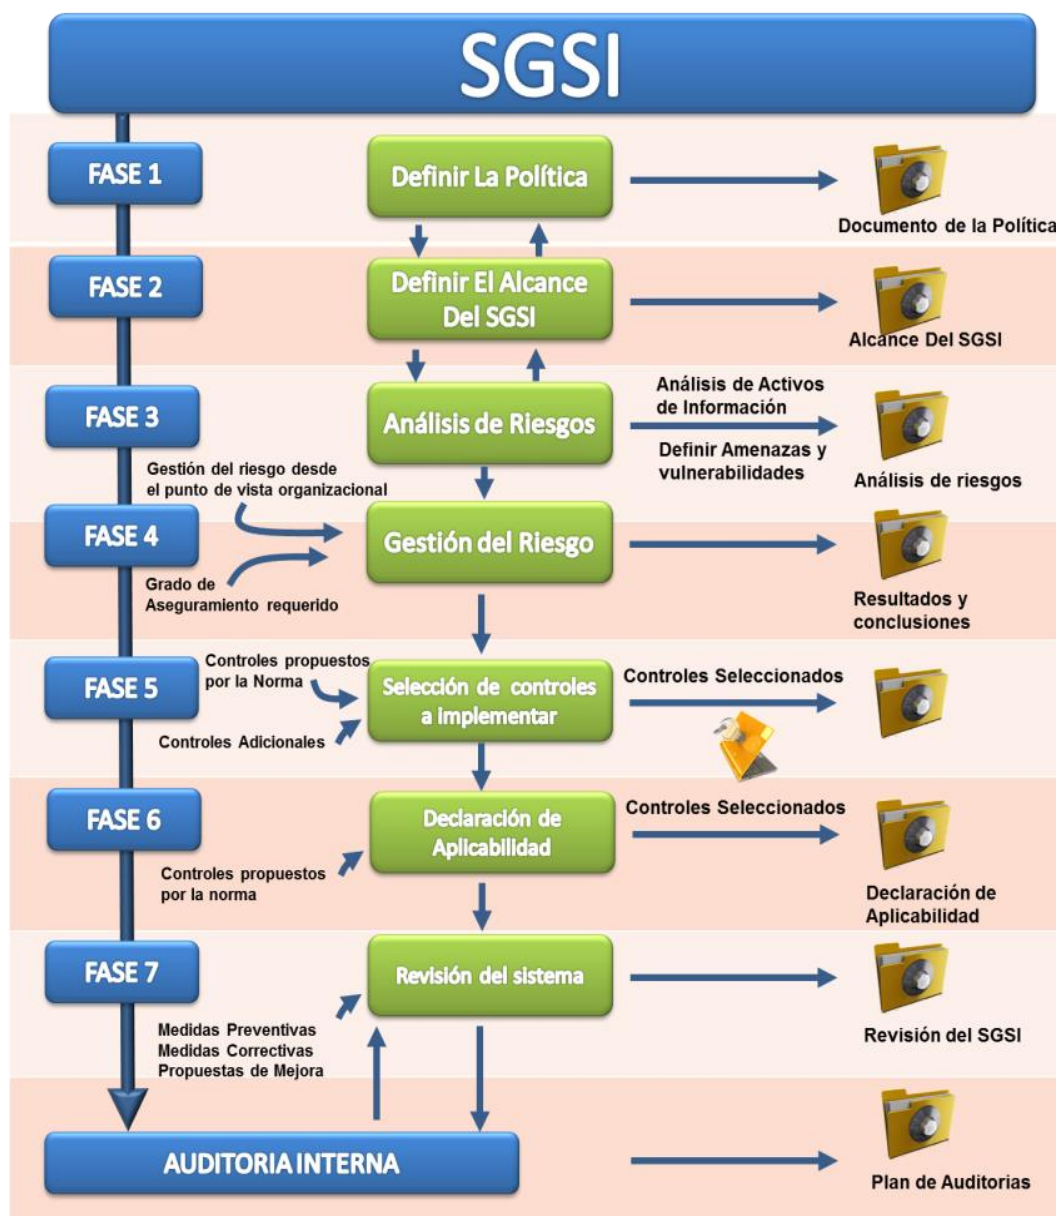 SGSI
FASE 1
Definir La Política
Documento de la Política
FASE 2
Definir El Alcance
Del SGSI
Alcance Del SGSI
FASE 3
Análisis de Riesgos
Análisis de Activos
de Información
Definir Amenazas y
vulnerabilidades
Análisis de riesgos
Gestión del riesgo desde
el punto de vista organizacional
FASE 4
Gestión del Riesgo
Grado de
Aseguramiento requerido
Resultados y
conclusiones
FASE 5
Controles propuestos
por la Norma
Controles Adicionales
Selección de controles
a implementar
Controles Seleccionados
FASE 6
Declaración de
Aplicabilidad
Controles Seleccionados
Controles propuestos
por la norma
Declaración de
Aplicabilidad
FASE 7
Revisión del sistema
Medidas Preventivas
Medidas Correctivas
Propuestas de Mejora
Revisión del SGSI
AUDITORIA INTERNA
Plan de Auditorias